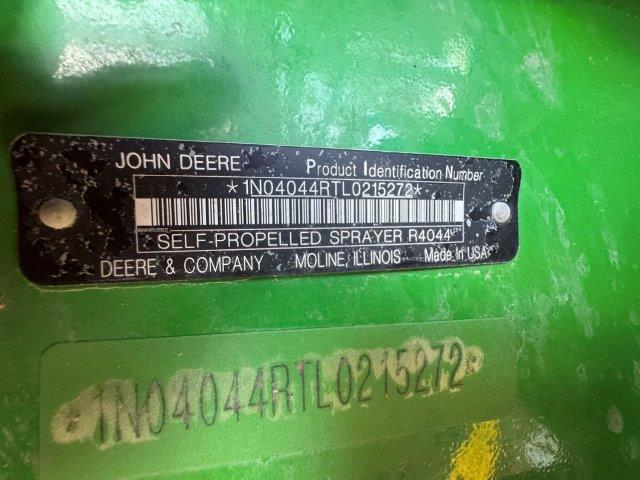 JOHN DEERE Product Identification Number
*1N04044RTL0215272*
SELF-PROPELLED SPRAYER R4044
DEERE & COMPANY MOLINE, ILLINOIS Made In USA
*1N04044RTL0215272*